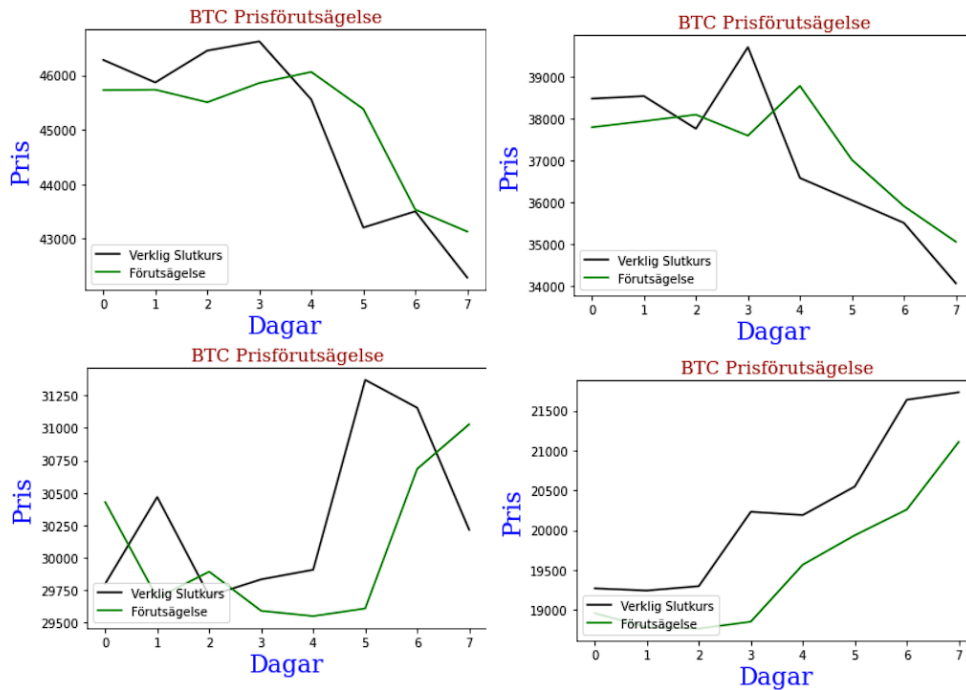 BTC Prisförutsägelse
46000
45000
44000
43000
Pris
Verklig Slutkurs
Förutsägelse
0 1 2 3 4 5 6 7
Dagar
BTC Prisförutsägelse
39000
38000
37000
36000
35000
34000
Pris
Verklig Slutkurs
Förutsägelse
0 1 2 3 4 5 6 7
Dagar
BTC Prisförutsägelse
31250
31000
30750
30500
30250
30000
29750
29500
Pris
Verklig Slutkurs
Förutsägelse
0 1 2 3 4 5 6 7
Dagar
BTC Prisförutsägelse
21500
21000
20500
20000
19500
19000
Pris
Verklig Slutkurs
Förutsägelse
0 1 2 3 4 5 6 7
Dagar